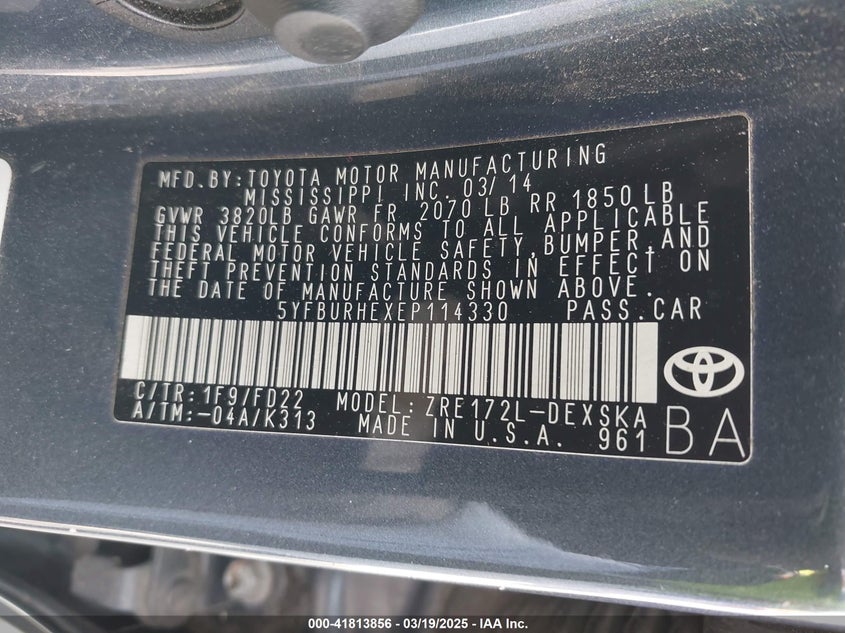 MFD. BY: TOYOTA MOTOR MANUFACTURING
MISSISSIPPI INC. 03/14
GVWR 3820LB GAWR FR 2070 LB RR 1850 LB
THIS VEHICLE CONFORMS TO ALL APPLICABLE
FEDERAL MOTOR VEHICLE SAFETY, BUMPER, AND
THEFT PREVENTION STANDARDS IN EFFECT ON
THE DATE OF MANUFACTURE SHOWN ABOVE.
5YFBURHEXEP114330 PASS. CAR
C/TR: 1F9/FD22 MODEL: ZRE172L-DEXSKA
A/TM: -04A/K313 MADE IN U.S.A. 961
BA
000-41813856 - 03/19/2025 - IAA Inc.